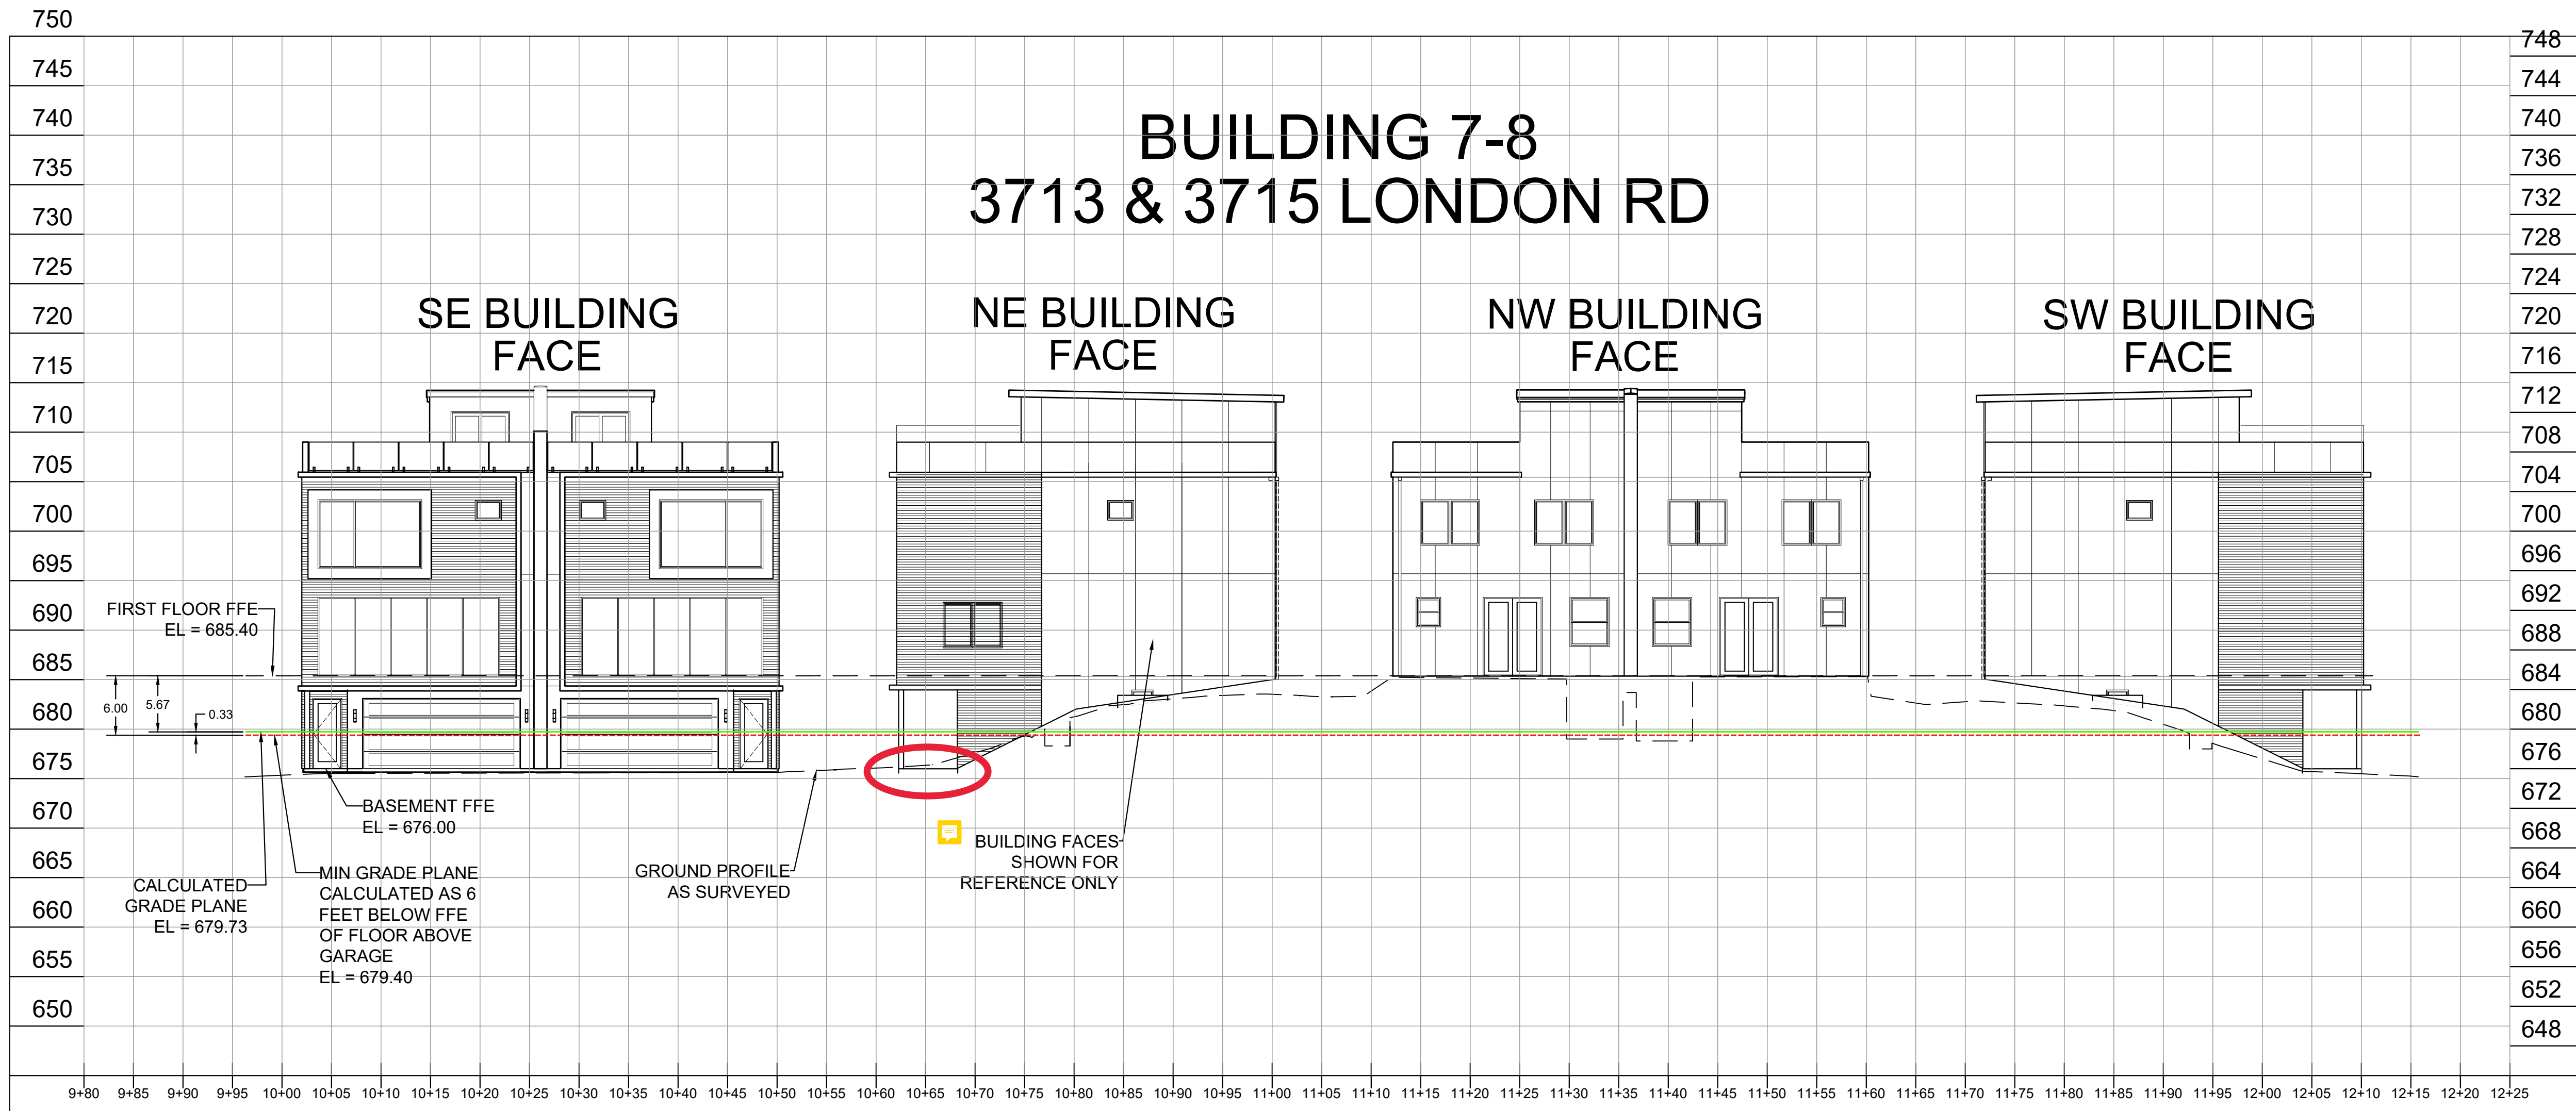 BUILDING 7-8
3713 & 3715 LONDON RD
SE BUILDING
FACE
NE BUILDING
FACE
NW BUILDING
FACE
SW BUILDING
FACE
750
745
740
735
730
725
720
715
710
705
700
695
690
685
680
675
670
665
660
655
650
748
744
740
736
732
728
724
720
716
712
708
704
700
696
692
688
684
680
676
672
668
664
660
656
652
648
FIRST FLOOR FFE
EL = 685.40
6.00
5.67
0.33
BASEMENT FFE
EL = 676.00
CALCULATED
GRADE PLANE
EL = 679.73
MIN GRADE PLANE
CALCULATED AS 6
FEET BELOW FFE
OF FLOOR ABOVE
GARAGE
EL = 679.40
GROUND PROFILE
AS SURVEYED
BUILDING FACES
SHOWN FOR
REFERENCE ONLY
9+80 9+85 9+90 9+95 10+00 10+05 10+10 10+15 10+20 10+25 10+30 10+35 10+40 10+45 10+50 10+55 10+60 10+65 10+70 10+75 10+80 10+85 10+90 10+95 11+00 11+05 11+10 11+15 11+20 11+25 11+30 11+35 11+40 11+45 11+50 11+55 11+60 11+65 11+70 11+75 11+80 11+85 11+90 11+95 12+00 12+05 12+10 12+15 12+20 12+25